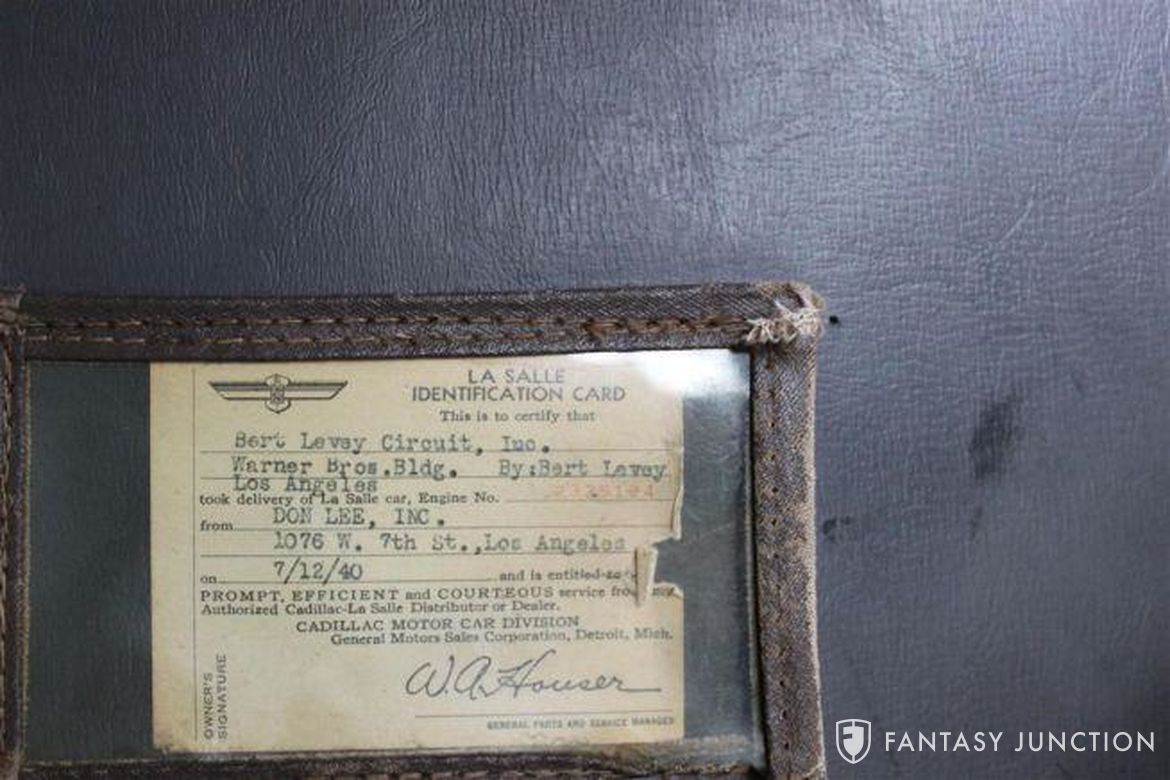 LA SALLE
IDENTIFICATION CARD
This is to certify that
Bert Levey Circuit, Inc.
Warner Bros.Bldg. By:Bert Levey
Los Angeles
took delivery of La Salle car, Engine No.
from DON LEE, INC.
1076 W. 7th St.,Los Angeles
on 7/12/40 and is entitled to
PROMPT, EFFICIENT and COURTEOUS service from any
Authorized Cadillac-La Salle Distributor or Dealer.
CADILLAC MOTOR CAR DIVISION
General Motors Sales Corporation, Detroit, Mich.
W.A.Houser
GENERAL PARTS AND SERVICE MANAGER
OWNER'S
SIGNATURE
FANTASY JUNCTION